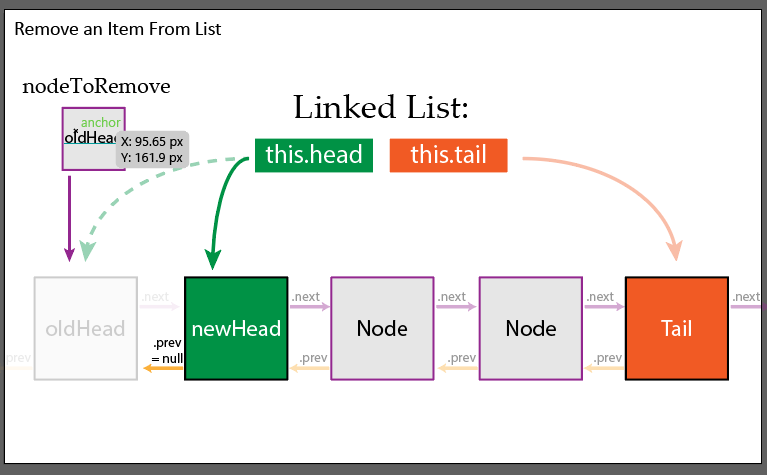 Remove an Item From List
nodeToRemove
Linked List:
anchor
oldHead
X: 95.65 px
Y: 161.9 px
this.head
this.tail
.next
.next
.next
.next
.next
oldHead
newHead
Node
Node
Tail
.prev
.prev
= null
.prev
.prev
.prev